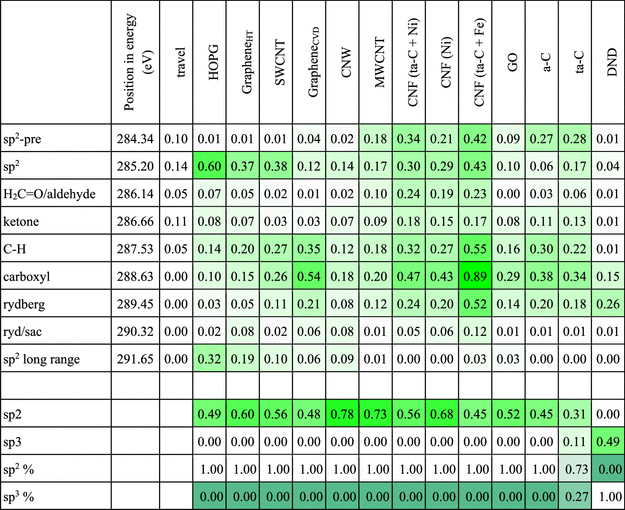 Position in energy (eV) travel HOPG Graphene_HT SWCNT Graphene_CVD CNW MWCNT CNF (ta-C + Ni) CNF (Ni) CNF (ta-C + Fe) GO a-C ta-C DND
sp²-pre 284.34 0.10 0.01 0.01 0.01 0.04 0.02 0.18 0.34 0.21 0.42 0.09 0.27 0.28 0.01
sp² 285.20 0.14 0.60 0.37 0.38 0.12 0.14 0.17 0.30 0.29 0.43 0.10 0.06 0.17 0.04
H₂C=O/aldehyde 286.14 0.05 0.07 0.05 0.02 0.01 0.02 0.10 0.24 0.19 0.23 0.00 0.03 0.06 0.01
ketone 286.66 0.11 0.08 0.07 0.03 0.03 0.07 0.09 0.18 0.15 0.17 0.08 0.11 0.13 0.01
C-H 287.53 0.05 0.14 0.20 0.27 0.35 0.12 0.18 0.32 0.27 0.55 0.16 0.30 0.22 0.01
carboxyl 288.63 0.00 0.10 0.15 0.26 0.54 0.18 0.20 0.47 0.43 0.89 0.29 0.38 0.34 0.15
rydberg 289.45 0.00 0.03 0.05 0.11 0.21 0.08 0.12 0.24 0.20 0.52 0.14 0.20 0.18 0.26
ryd/sac 290.32 0.00 0.02 0.08 0.02 0.06 0.08 0.01 0.05 0.06 0.12 0.01 0.01 0.01 0.01
sp² long range 291.65 0.00 0.32 0.19 0.10 0.06 0.09 0.01 0.00 0.00 0.03 0.03 0.00 0.00 0.00
sp2 0.49 0.60 0.56 0.48 0.78 0.73 0.56 0.68 0.45 0.52 0.45 0.31 0.00
sp3 0.00 0.00 0.00 0.00 0.00 0.00 0.00 0.00 0.00 0.00 0.00 0.11 0.49
sp² % 1.00 1.00 1.00 1.00 1.00 1.00 1.00 1.00 1.00 1.00 1.00 0.73 0.00
sp³ % 0.00 0.00 0.00 0.00 0.00 0.00 0.00 0.00 0.00 0.00 0.00 0.27 1.00